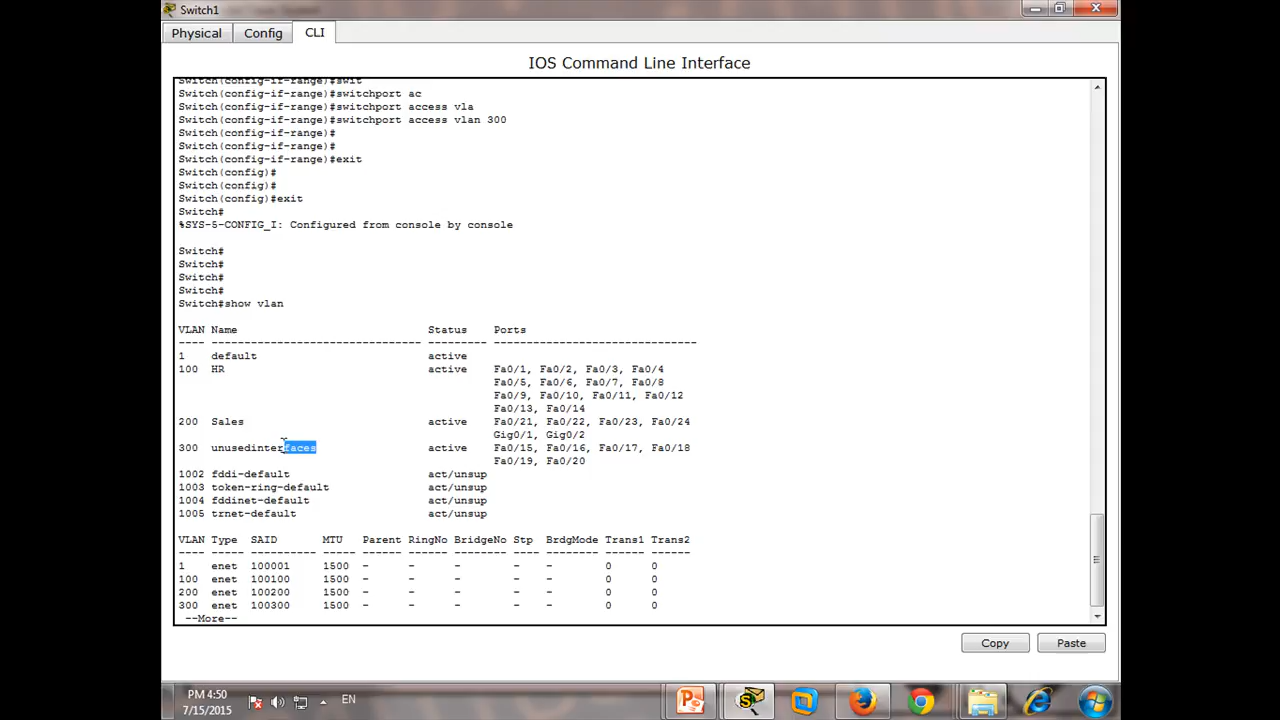 Switch1
Physical Config CLI
IOS Command Line Interface
Switch(config-if-range)#swit
Switch(config-if-range)#switchport ac
Switch(config-if-range)#switchport access vla
Switch(config-if-range)#switchport access vlan 300
Switch(config-if-range)#
Switch(config-if-range)#
Switch(config-if-range)#exit
Switch(config)#
Switch(config)#
Switch(config)#exit
Switch#
%SYS-5-CONFIG_I: Configured from console by console
Switch#
Switch#
Switch#
Switch#
Switch#show vlan
VLAN Name Status Ports
---- -------------------------------- --------- -------------------------------
1 default active
100 HR active Fa0/1, Fa0/2, Fa0/3, Fa0/4
Fa0/5, Fa0/6, Fa0/7, Fa0/8
Fa0/9, Fa0/10, Fa0/11, Fa0/12
Fa0/13, Fa0/14
200 Sales active Fa0/21, Fa0/22, Fa0/23, Fa0/24
Gig0/1, Gig0/2
300 unusedinterfaces active Fa0/15, Fa0/16, Fa0/17, Fa0/18
Fa0/19, Fa0/20
1002 fddi-default act/unsup
1003 token-ring-default act/unsup
1004 fddinet-default act/unsup
1005 trnet-default act/unsup
VLAN Type SAID MTU Parent RingNo BridgeNo Stp BrdgMode Trans1 Trans2
---- ----- ---------- ----- ------ ------ -------- ---- -------- ------ ------
1 enet 100001 1500 - - - - - 0 0
100 enet 100100 1500 - - - - - 0 0
200 enet 100200 1500 - - - - - 0 0
300 enet 100300 1500 - - - - - 0 0
--More--
Copy Paste
PM 4:50
7/15/2015
EN